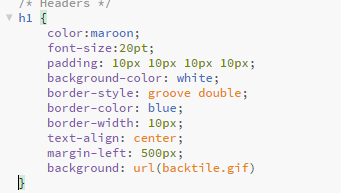 /* Headers */
h1 {
color:maroon;
font-size:20pt;
padding: 10px 10px 10px 10px;
background-color: white;
border-style: groove double;
border-color: blue;
border-width: 10px;
text-align: center;
margin-left: 500px;
background: url(backtile.gif)
}